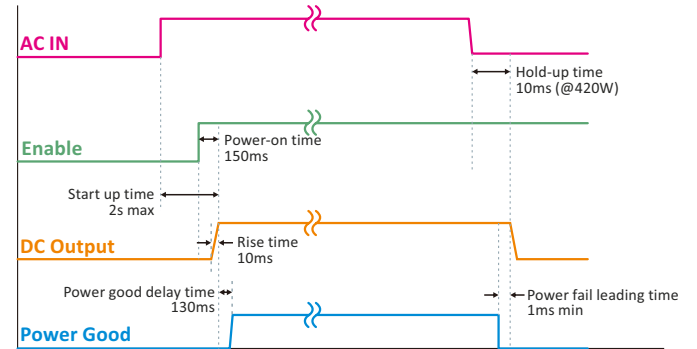 AC IN
Hold-up time
10ms (@420W)
Enable
Power-on time
150ms
Start up time
2s max
DC Output
Rise time
10ms
Power good delay time
130ms
Power fail leading time
1ms min
Power Good